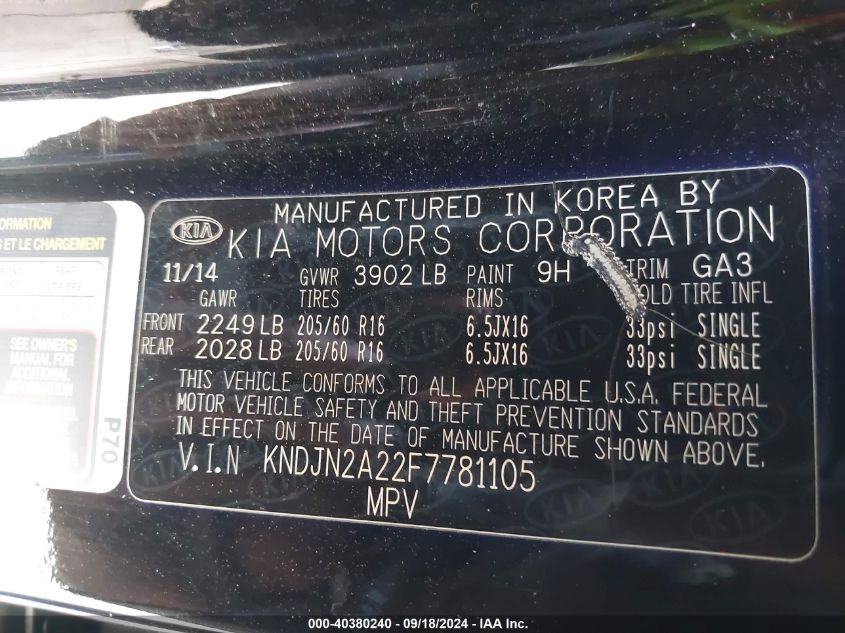 FORMATION
S ET LE CHARGEMENT
SEE OWNER'S
MANUAL FOR
ADDITIONAL
INFORMATION
P70
MANUFACTURED IN KOREA BY
KIA KIA MOTORS CORPORATION
11/14 GVWR 3902 LB PAINT 9H TRIM GA3
GAWR TIRES RIMS COLD TIRE INFL
FRONT 2249 LB 205/60 R16 6.5JX16 33psi SINGLE
REAR 2028 LB 205/60 R16 6.5JX16 33psi SINGLE
THIS VEHICLE CONFORMS TO ALL APPLICABLE U.S.A. FEDERAL
MOTOR VEHICLE SAFETY AND THEFT PREVENTION STANDARDS
IN EFFECT ON THE DATE OF MANUFACTURE SHOWN ABOVE.
V.I.N KNDJN2A22F7781105
MPV
000-40380240 - 09/18/2024 - IAA Inc.